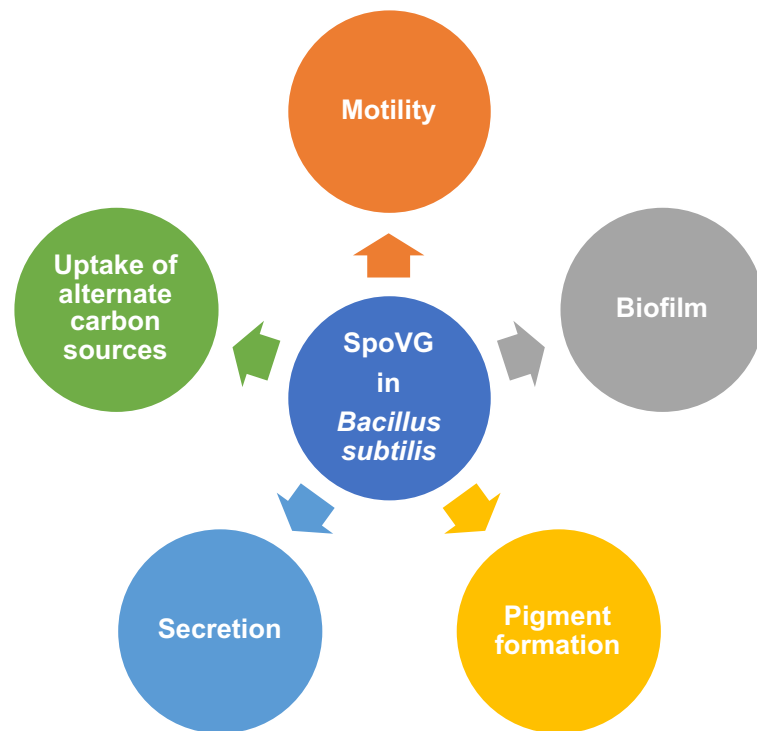 Motility
Uptake of
alternate
carbon
sources
Biofilm
SpoVG
in
Bacillus
subtilis
Secretion
Pigment
formation